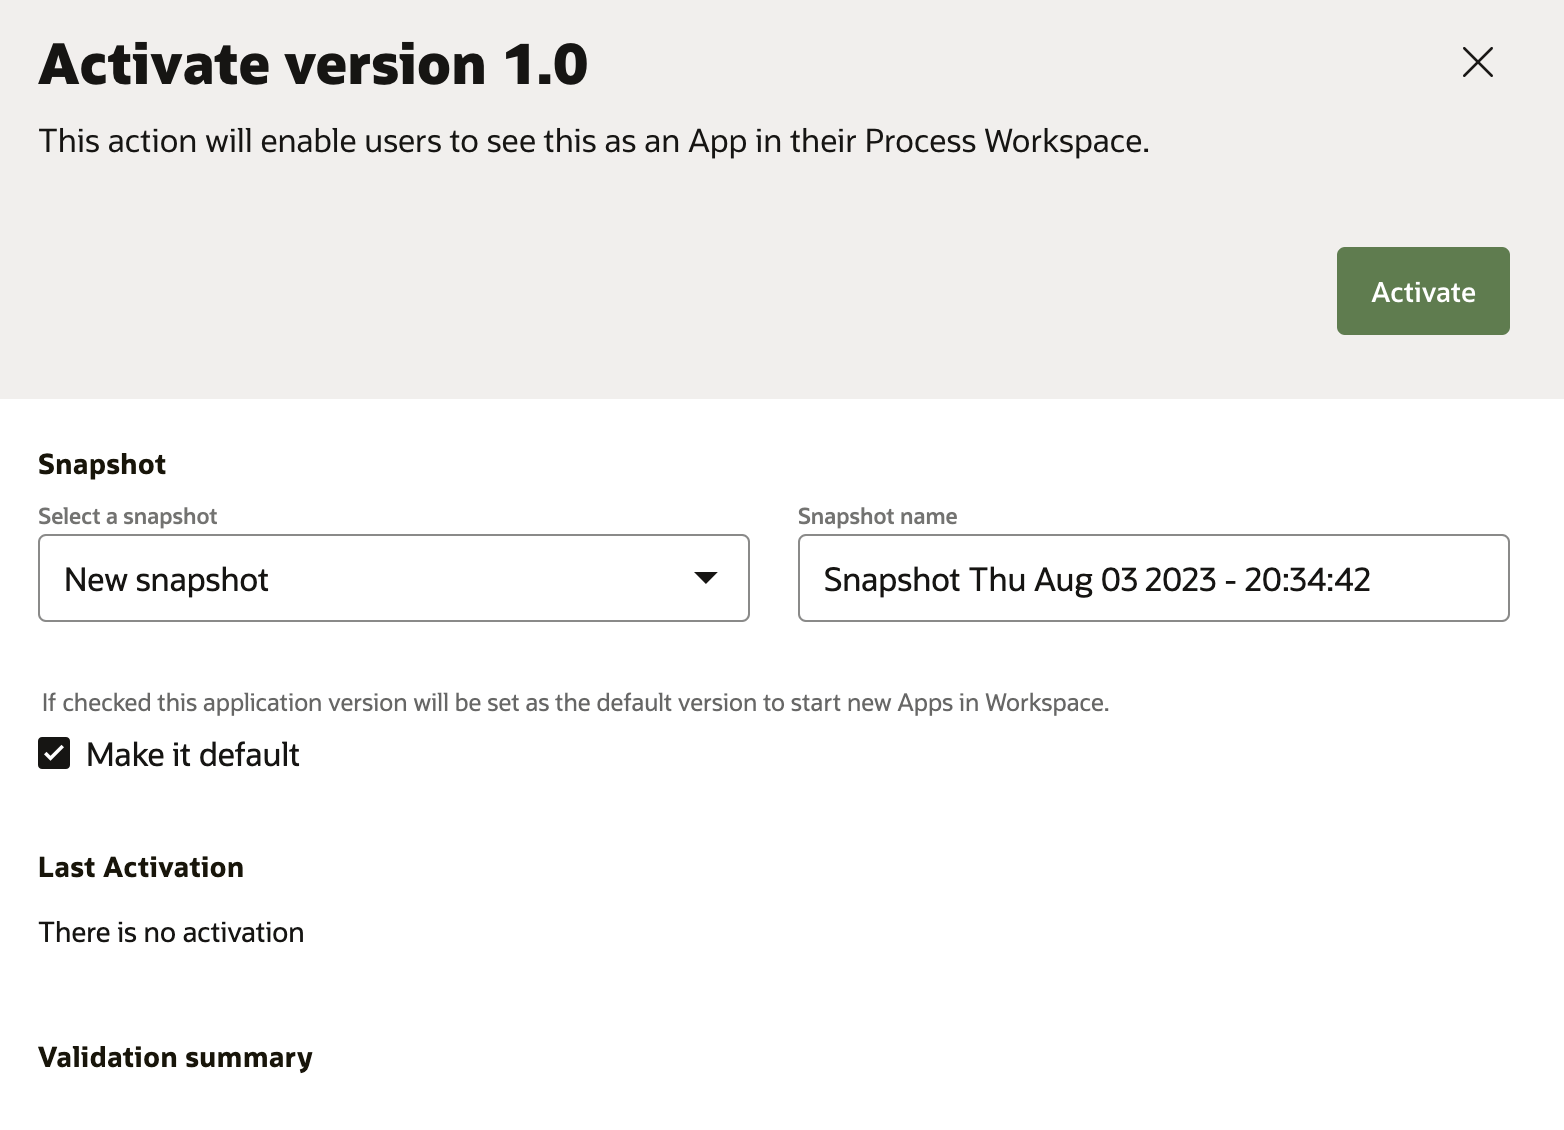 Activate version 1.0
This action will enable users to see this as an App in their Process Workspace.
Activate
Snapshot
Select a snapshot
New snapshot
Snapshot name
Snapshot Thu Aug 03 2023 - 20:34:42
If checked this application version will be set as the default version to start new Apps in Workspace.
Make it default
Last Activation
There is no activation
Validation summary